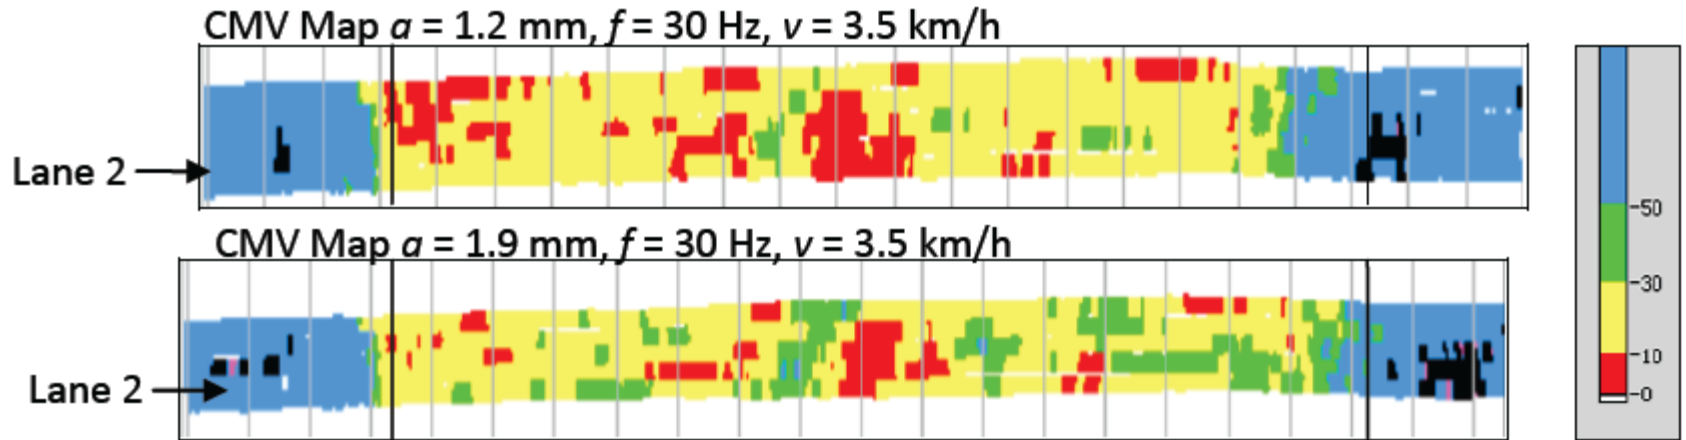 CMV Map a = 1.2 mm, f = 30 Hz, v = 3.5 km/h
Lane 2
CMV Map a = 1.9 mm, f = 30 Hz, v = 3.5 km/h
Lane 2
50
30
10
0